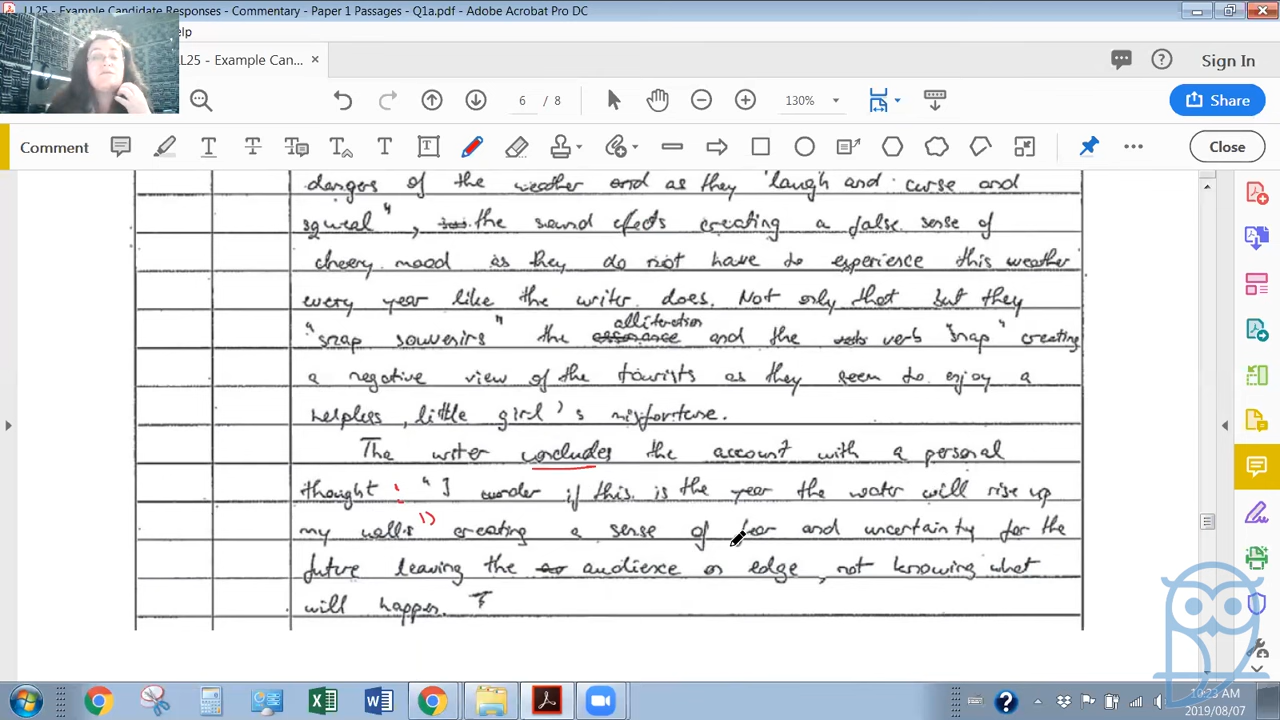 LL25 - Example Candidate Responses - Commentary - Paper 1 Passages - Q1a.pdf - Adobe Acrobat Pro DC
elp
LL25 - Example Can... ×
Sign In
6 / 8
130%
Share
Comment
Close
dangers of the weather and as they 'laugh and curse and
squeal", the sound effects creating a false sense of
cheery mood as they do not have to experience this weather
every year like the writer does. Not only that but they
alliteration
"snap souvenirs" the assonance and the verb verb "snap" creating
a negative view of the tourists as they seem to enjoy a
helpless, little girl's misfortune.
The writer concludes the account with a personal
thought : "I wonder if this is the year the water will rise up
my walls" creating a sense of fear and uncertainty for the
future leaving the audience on edge, not knowing what
will happen. T
10:23 AM
2019/08/07